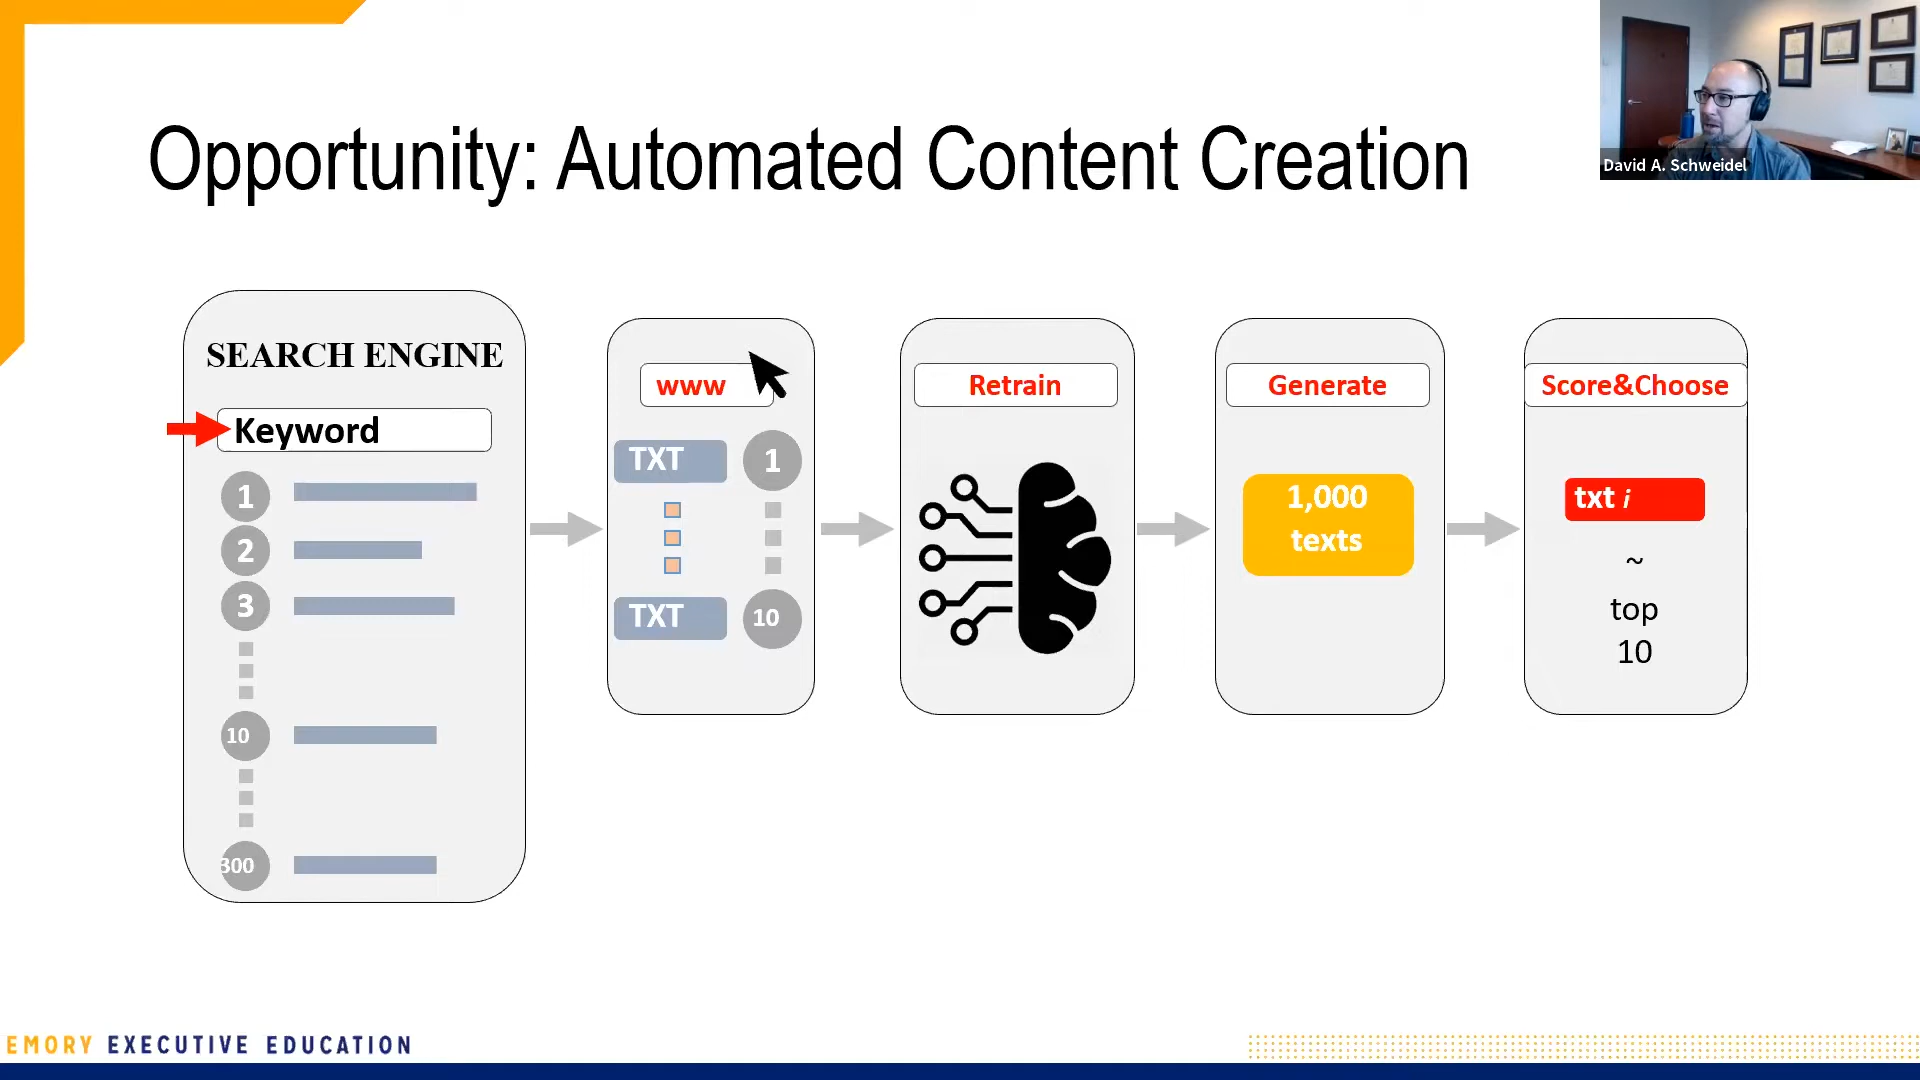 Opportunity: Automated Content Creation
David A. Schweidel
SEARCH ENGINE
Keyword
1
2
3
10
300
www
TXT
1
TXT
10
Retrain
Generate
1,000
texts
Score&Choose
txt i
~
top
10
EMORY EXECUTIVE EDUCATION